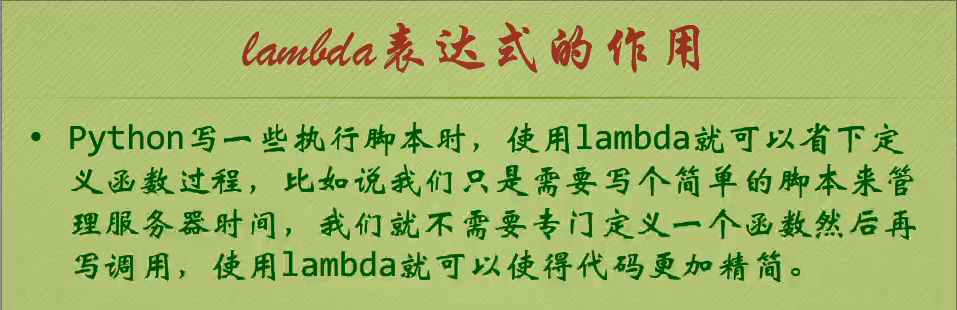 lambda表达式的作用
• Python写一些执行脚本时，使用lambda就可以省下定
义函数过程，比如说我们只是需要写个简单的脚本来管
理服务器时间，我们就不需要专门定义一个函数然后再
写调用，使用lambda就可以使得代码更加精简。